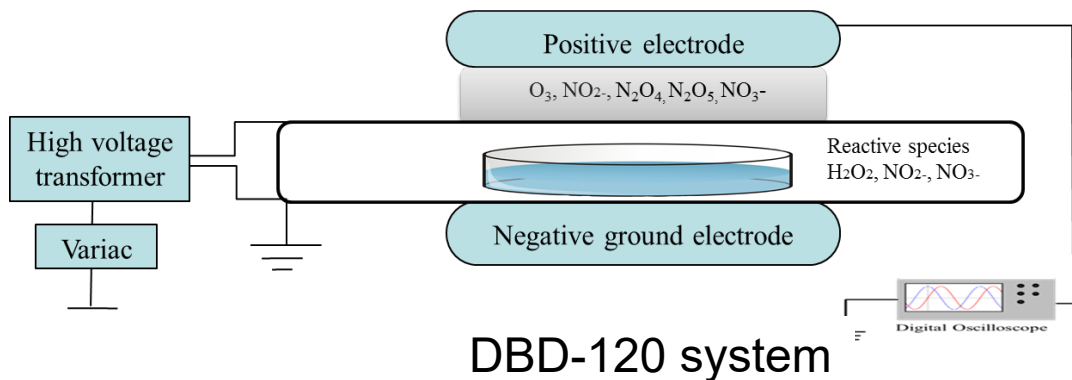 Positive electrode
O₃, NO₂-, N₂O₄, N₂O₅, NO₃-
High voltage
transformer
Variac
Reactive species
H₂O₂, NO₂-, NO₃-
Negative ground electrode
Digital Oscilloscope
DBD-120 system